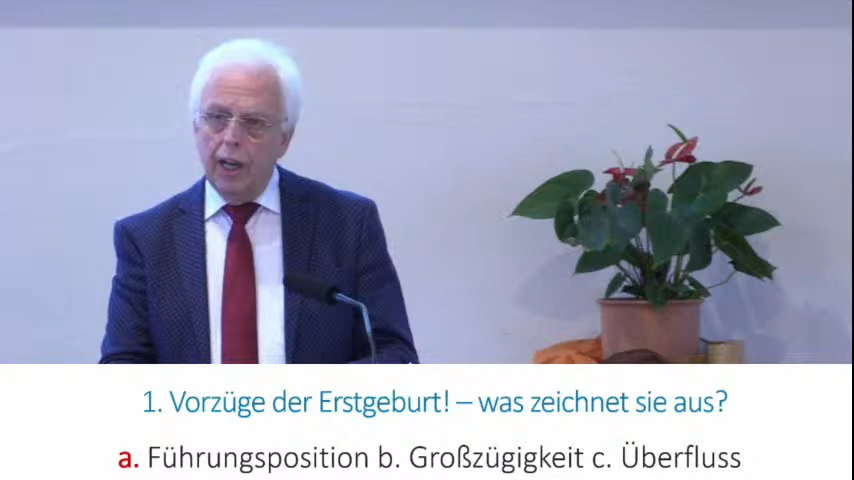 1. Vorzüge der Erstgeburt! – was zeichnet sie aus?
a. Führungsposition b. Großzügigkeit c. Überfluss